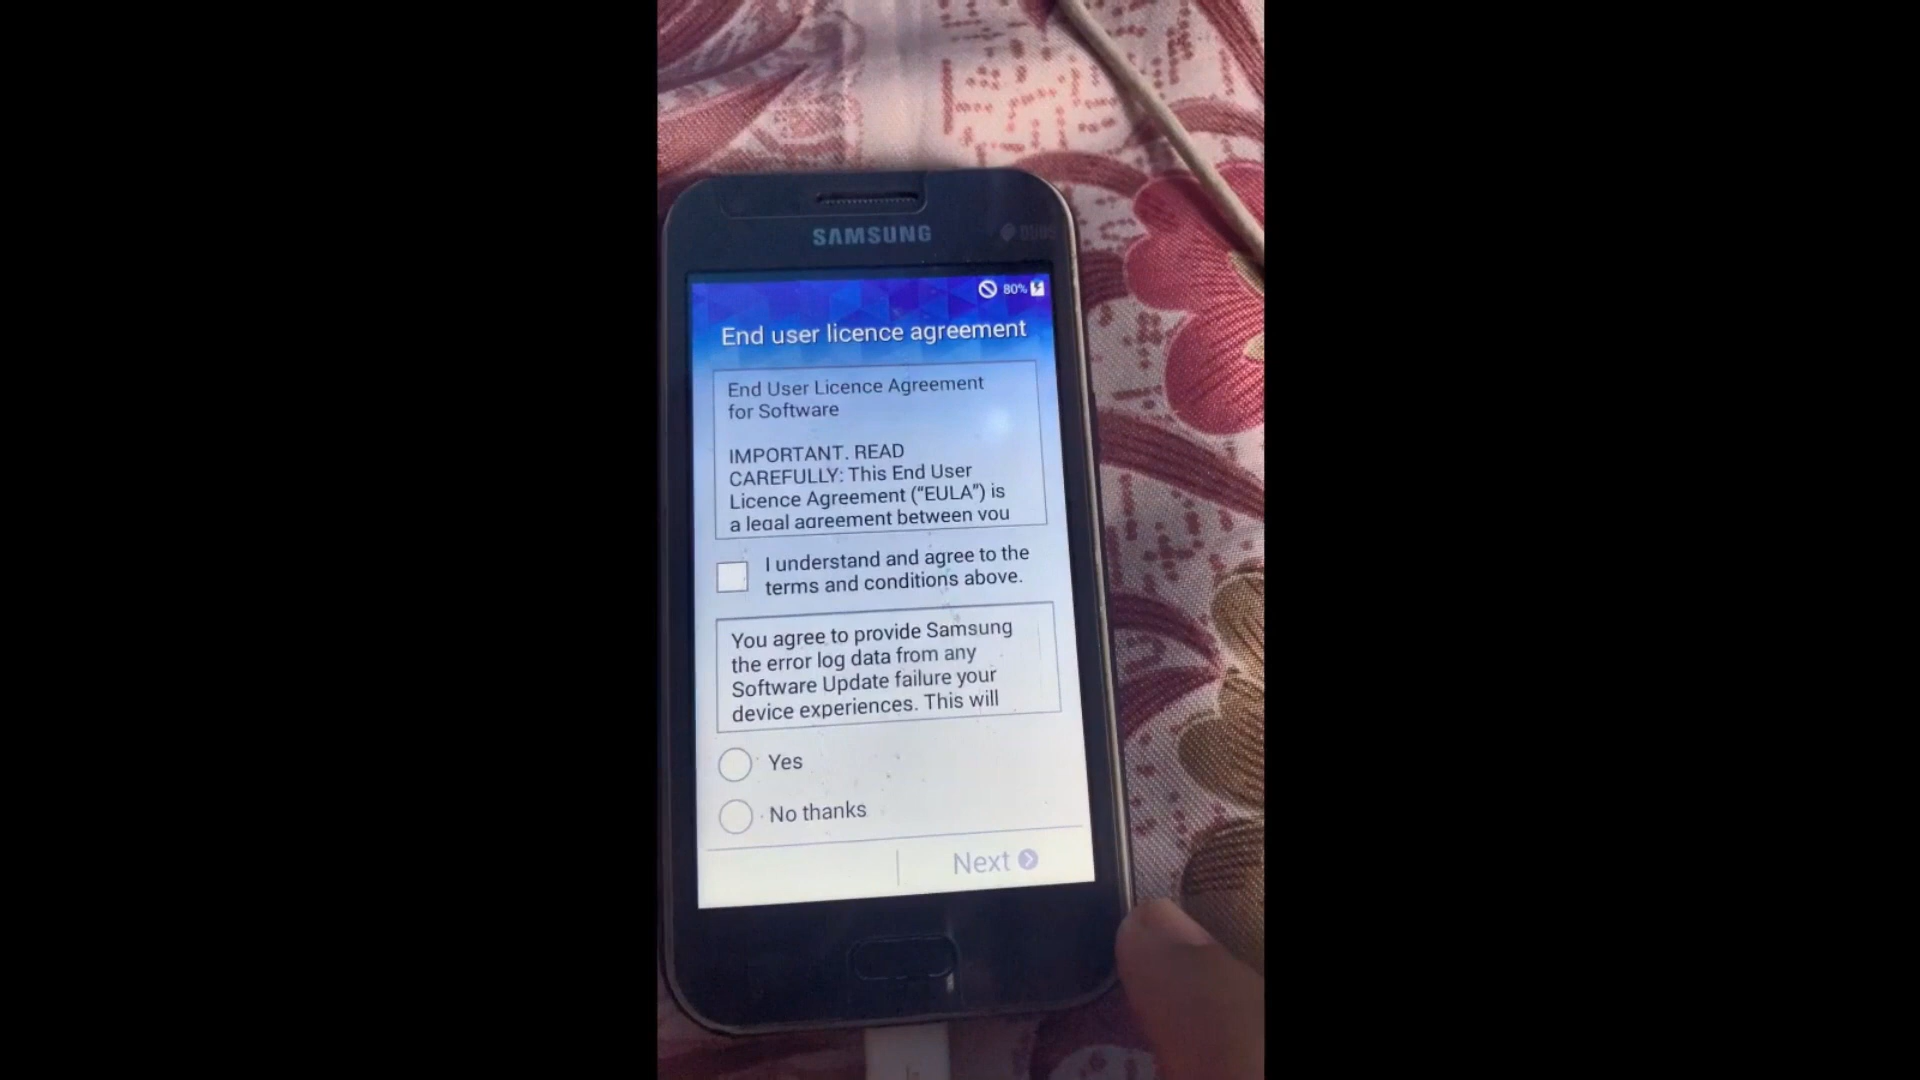 SAMSUNG
DUOS
80%
End user licence agreement
End User Licence Agreement
for Software
IMPORTANT. READ
CAREFULLY: This End User
Licence Agreement (“EULA”) is
a legal agreement between you
I understand and agree to the
terms and conditions above.
You agree to provide Samsung
the error log data from any
Software Update failure your
device experiences. This will
Yes
No thanks
Next